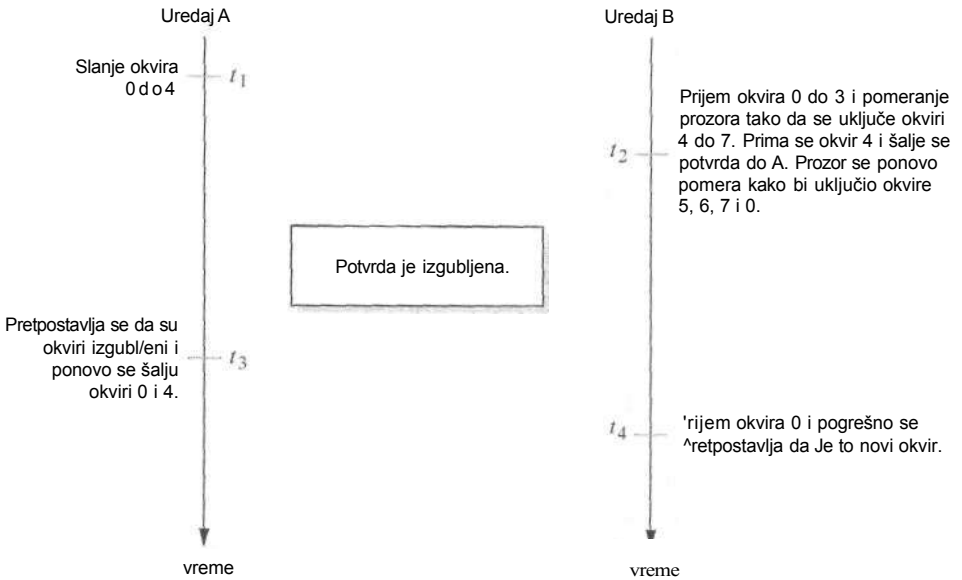 Uredaj A
Uredaj B
Slanje okvira
0 do 4
t1
Prijem okvira 0 do 3 i pomeranje
prozora tako da se uključe okviri
4 do 7. Prima se okvir 4 i šalje se
potvrda do A. Prozor se ponovo
pomera kako bi uključio okvire
5, 6, 7 i 0.
t2
Potvrda je izgubljena.
Pretpostavlja se da su
okviri izgubl/eni i
ponovo se šalju
okviri 0 i 4.
t3
t4
'rijem okvira 0 i pogrešno se
^retpostavlja da Je to novi okvir.
vreme
vreme